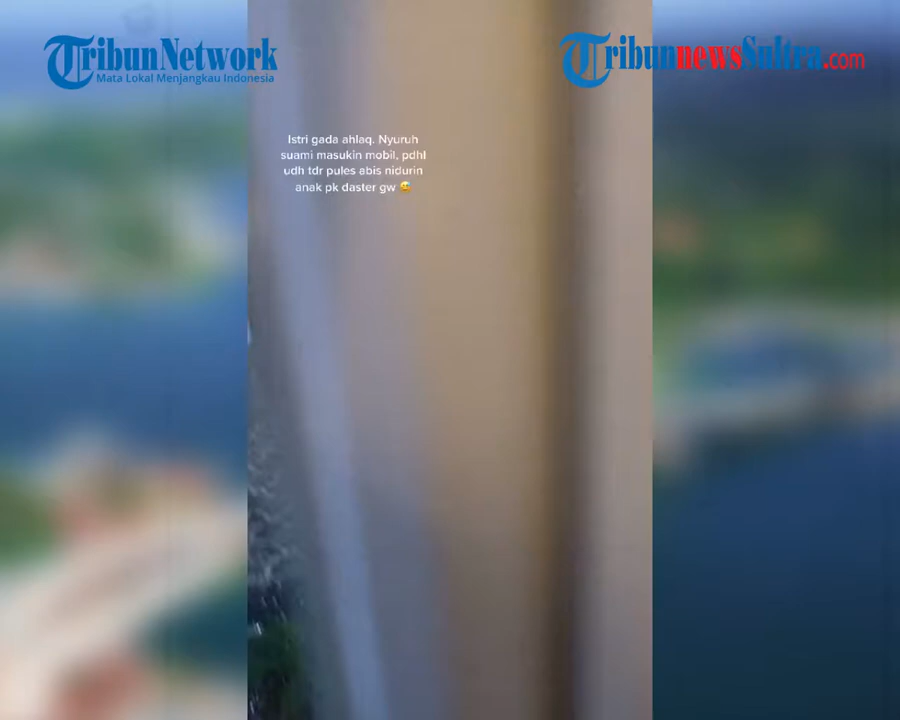 TribunNetwork
Mata Lokal Menjangkau Indonesia
TribunnewsSultra.com
Istri gada ahlaq. Nyuruh
suami masukin mobil, pdhl
udh tdr pules abis nidurin
anak pk daster gw 😅